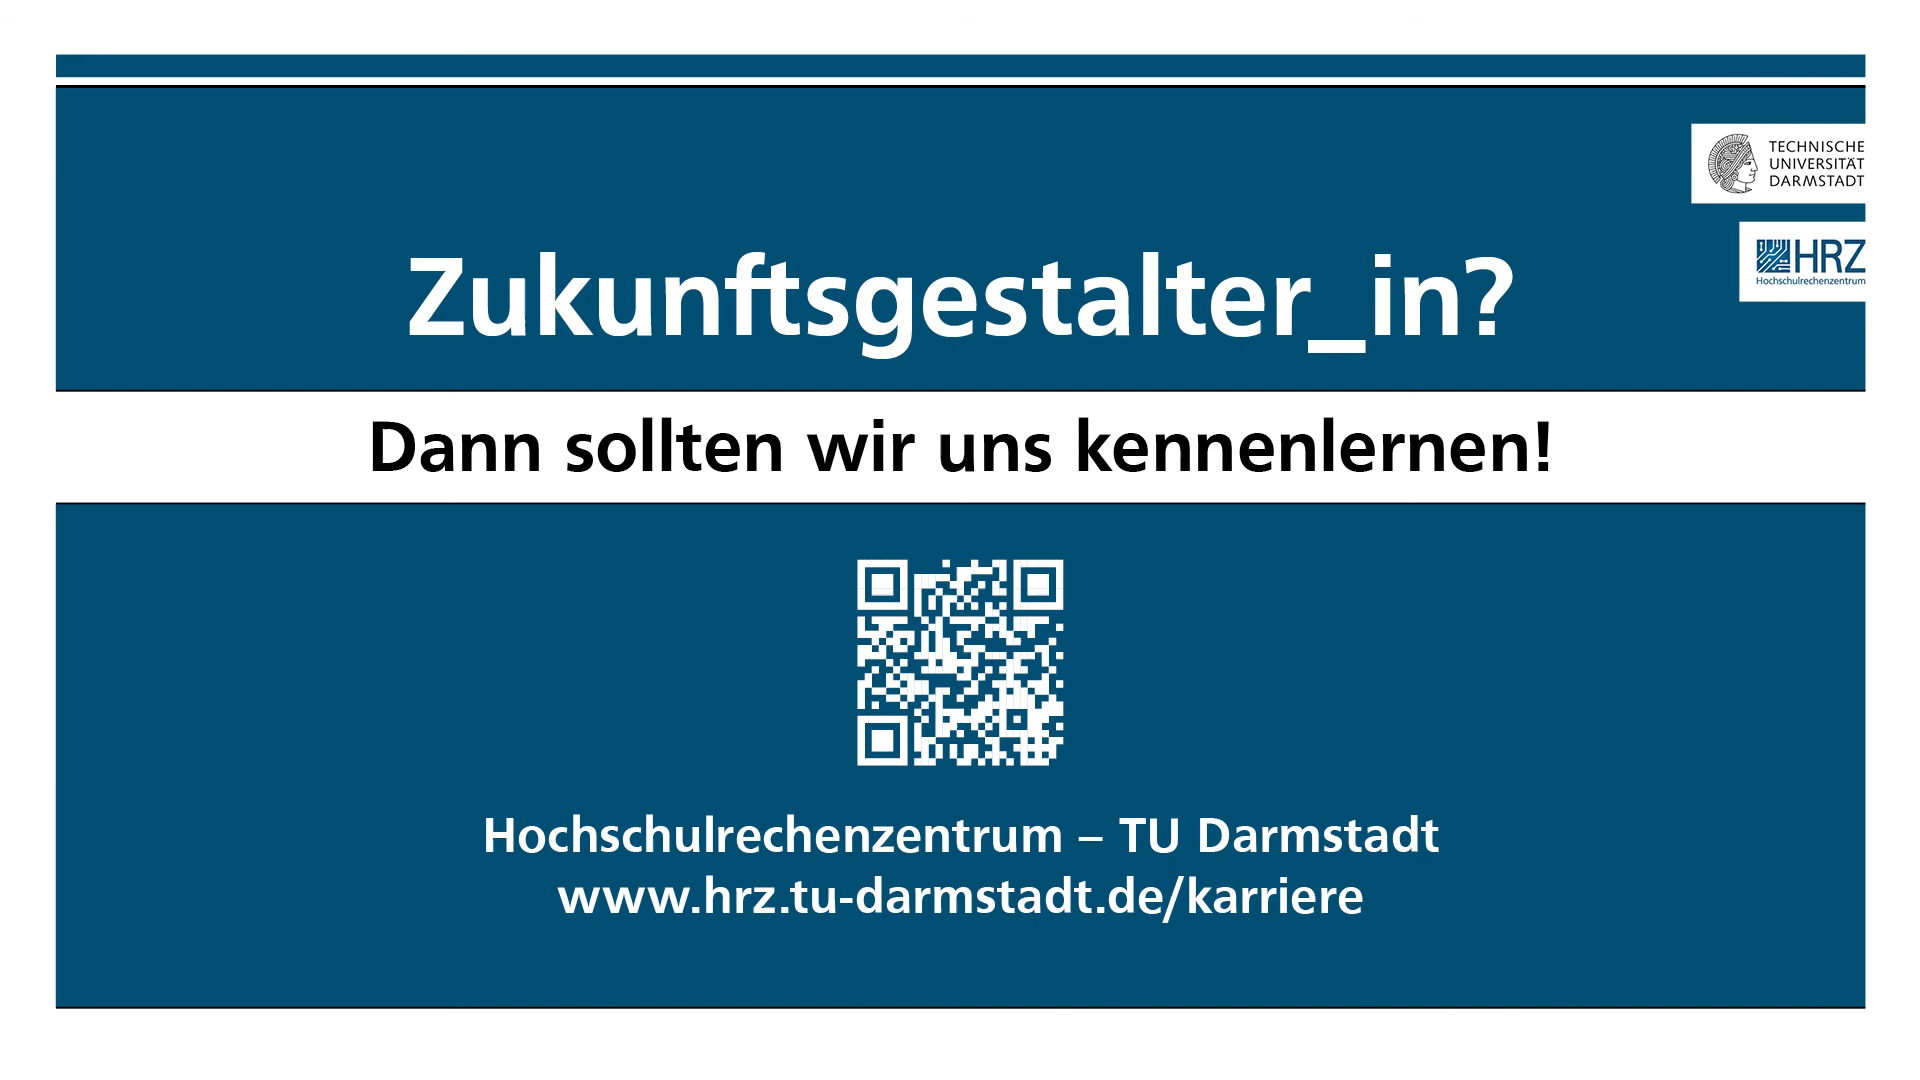 TECHNISCHE
UNIVERSITÄT
DARMSTADT
HRZ
Hochschulrechenzentrum
Zukunftsgestalter_in?
Dann sollten wir uns kennenlernen!
Hochschulrechenzentrum – TU Darmstadt
www.hrz.tu-darmstadt.de/karriere